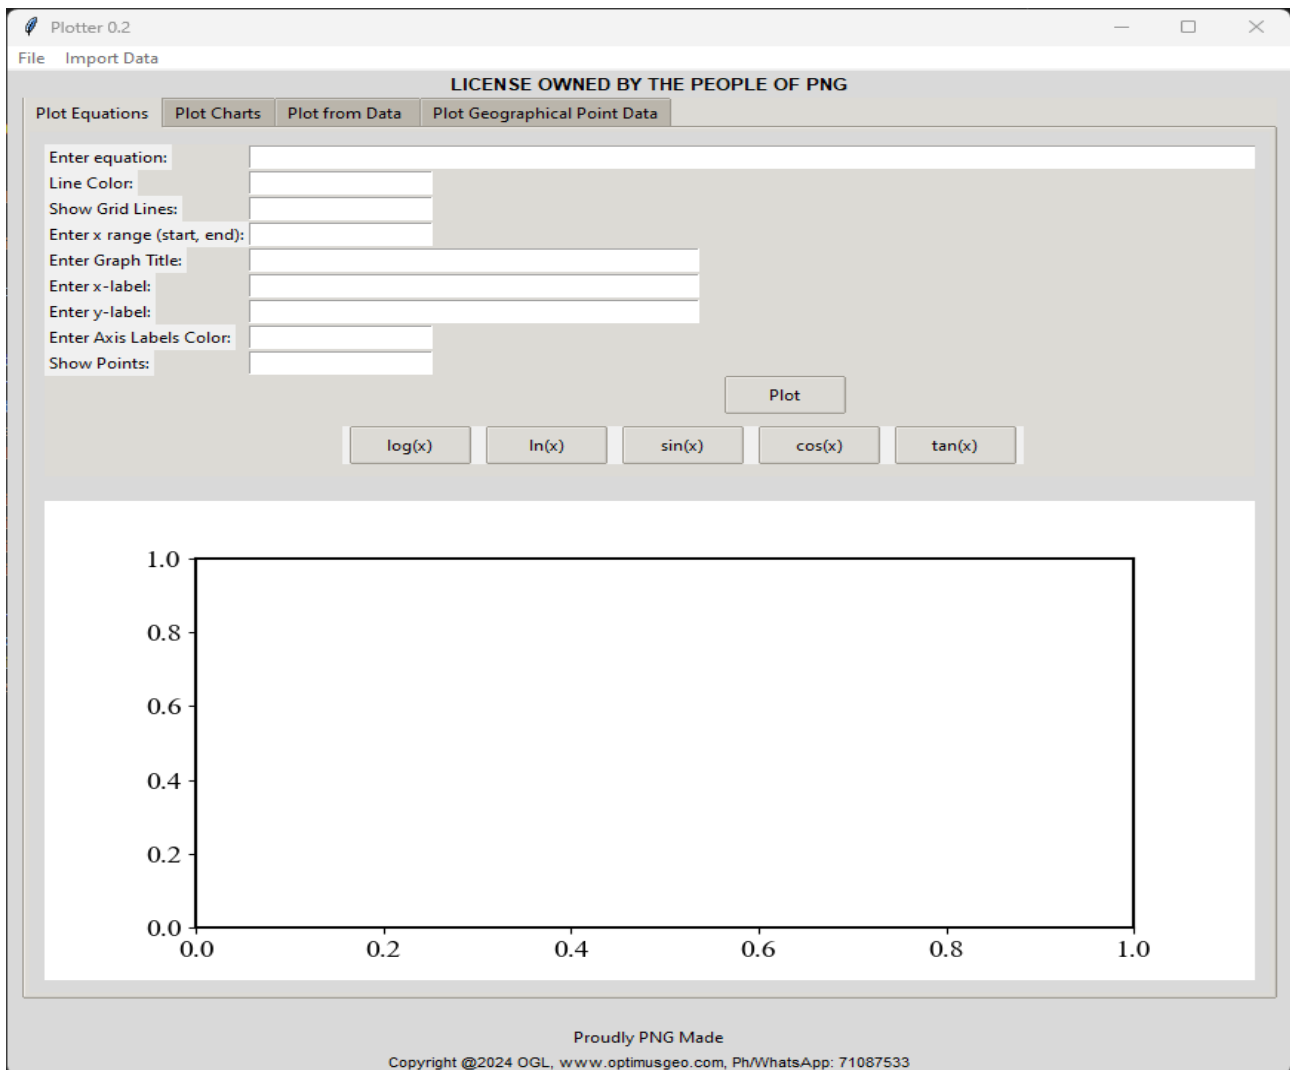 Plotter 0.2
File Import Data
LICENSE OWNED BY THE PEOPLE OF PNG
Plot Equations Plot Charts Plot from Data Plot Geographical Point Data
Enter equation:
Line Color:
Show Grid Lines:
Enter x range (start, end):
Enter Graph Title:
Enter x-label:
Enter y-label:
Enter Axis Labels Color:
Show Points:
Plot
log(x) ln(x) sin(x) cos(x) tan(x)
1.0
0.8
0.6
0.4
0.2
0.0
0.0 0.2 0.4 0.6 0.8 1.0
Proudly PNG Made
Copyright @2024 OGL, www.optimusgeo.com, Ph/WhatsApp: 71087533